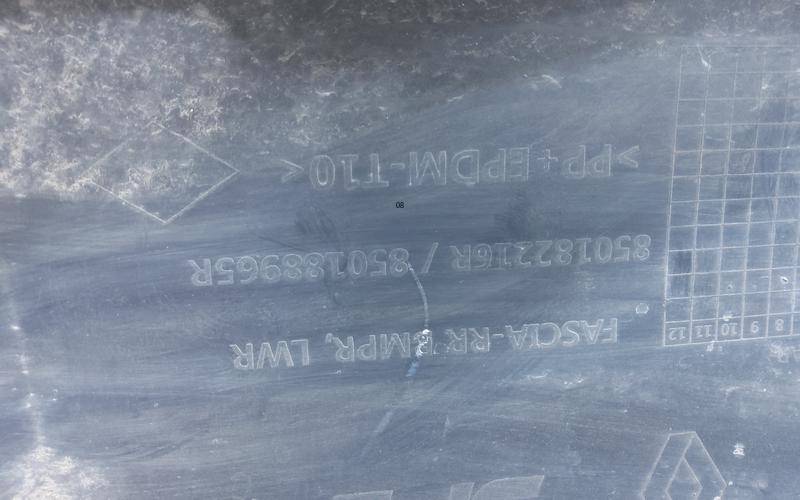 8 9 10 11 12
FASCIA-RR BMPR, LWR
850182216R / 850188965R
08
>PP+EPDM-T10<